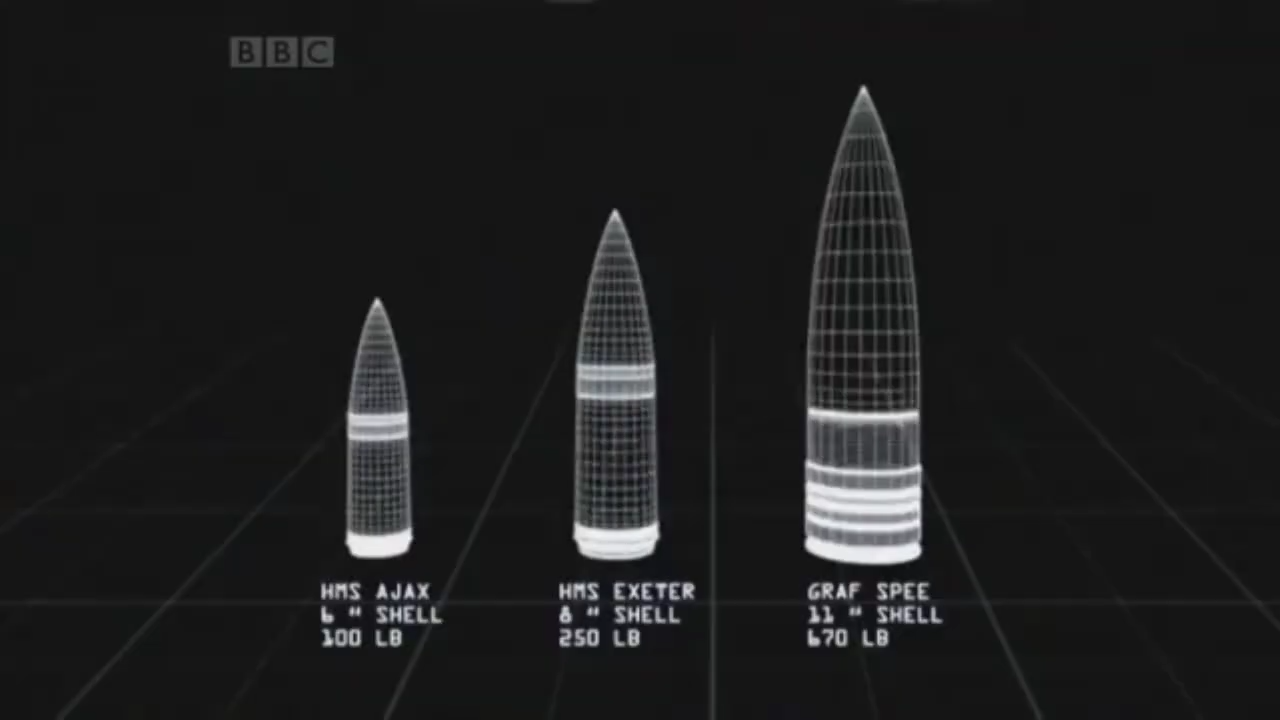 BBC
HMS AJAX
6 " SHELL
100 LB
HMS EXETER
8 " SHELL
250 LB
GRAF SPEE
11 " SHELL
670 LB